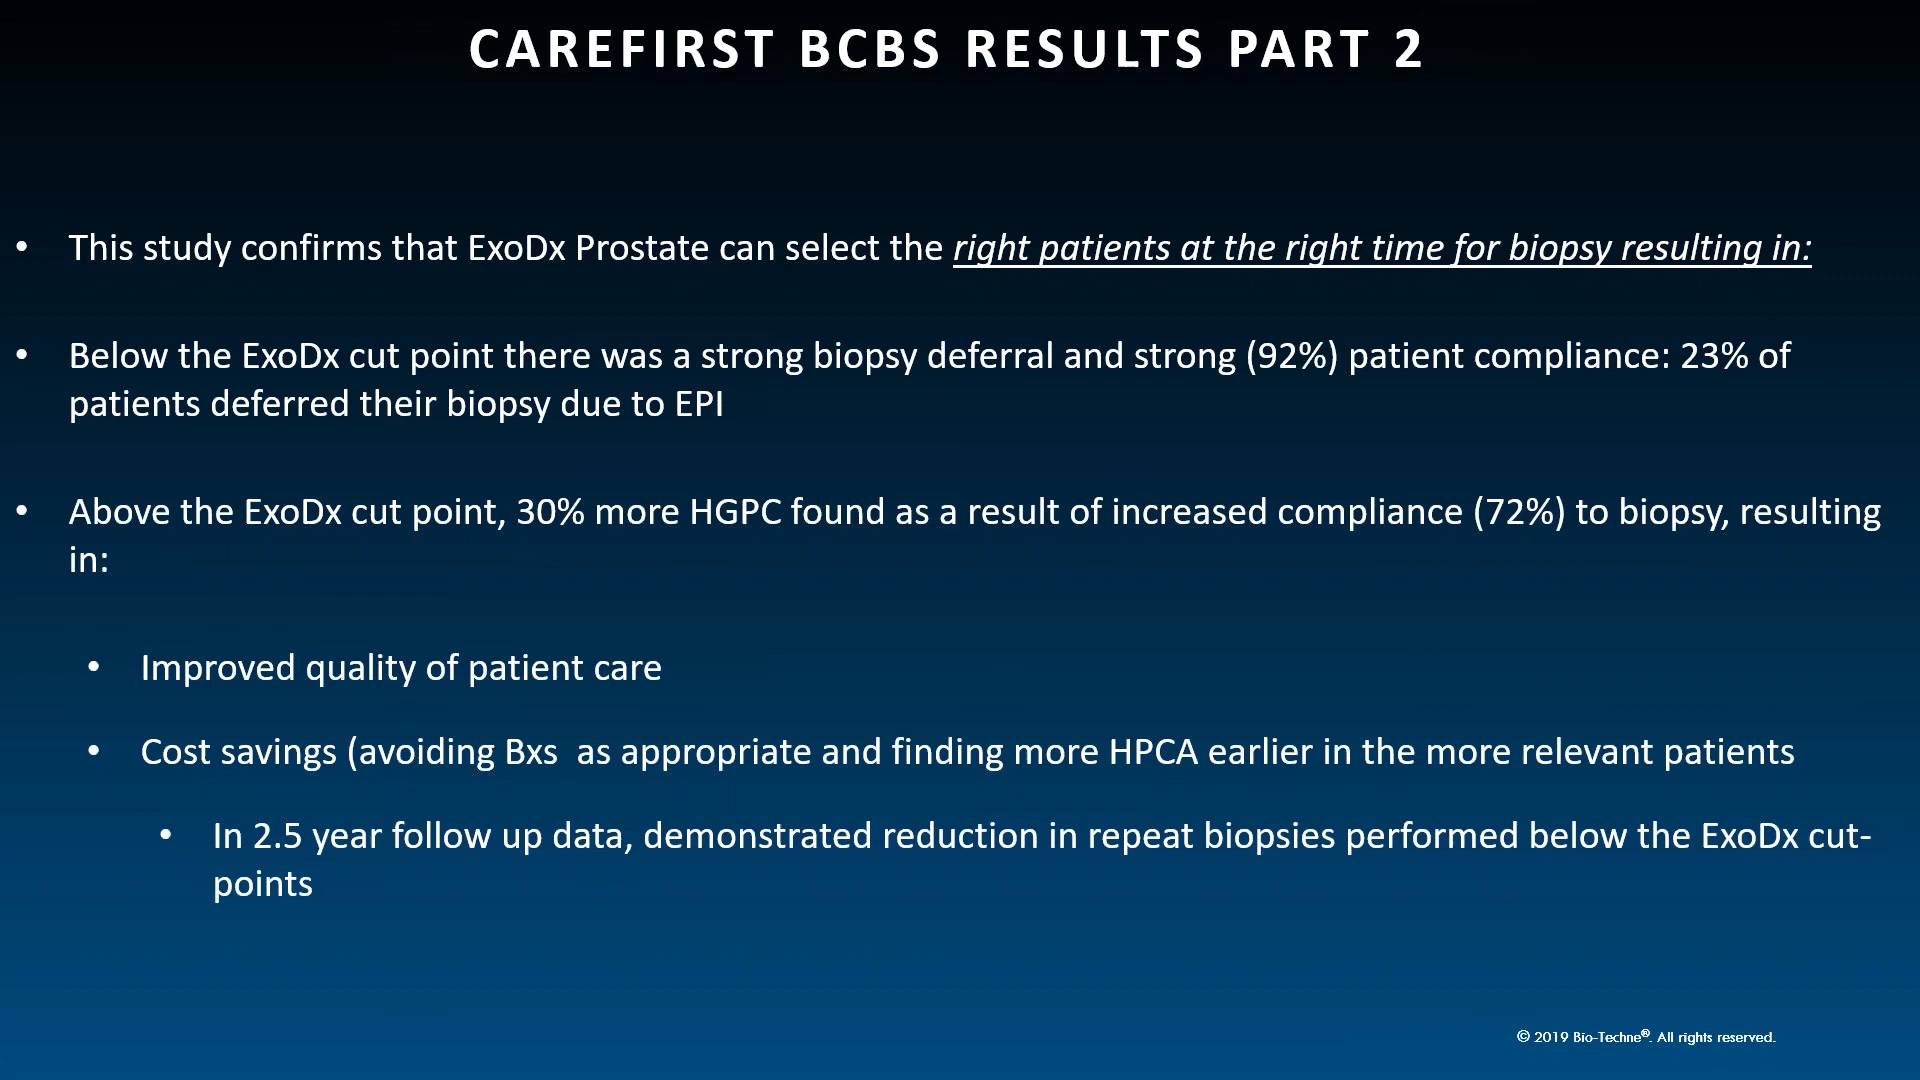 CAREFIRST BCBS RESULTS PART 2
• This study confirms that ExoDx Prostate can select the right patients at the right time for biopsy resulting in:
• Below the ExoDx cut point there was a strong biopsy deferral and strong (92%) patient compliance: 23% of
patients deferred their biopsy due to EPI
• Above the ExoDx cut point, 30% more HGPC found as a result of increased compliance (72%) to biopsy, resulting
in:
• Improved quality of patient care
• Cost savings (avoiding Bxs  as appropriate and finding more HPCA earlier in the more relevant patients
• In 2.5 year follow up data, demonstrated reduction in repeat biopsies performed below the ExoDx cut-
points
© 2019 Bio-Techne®. All rights reserved.